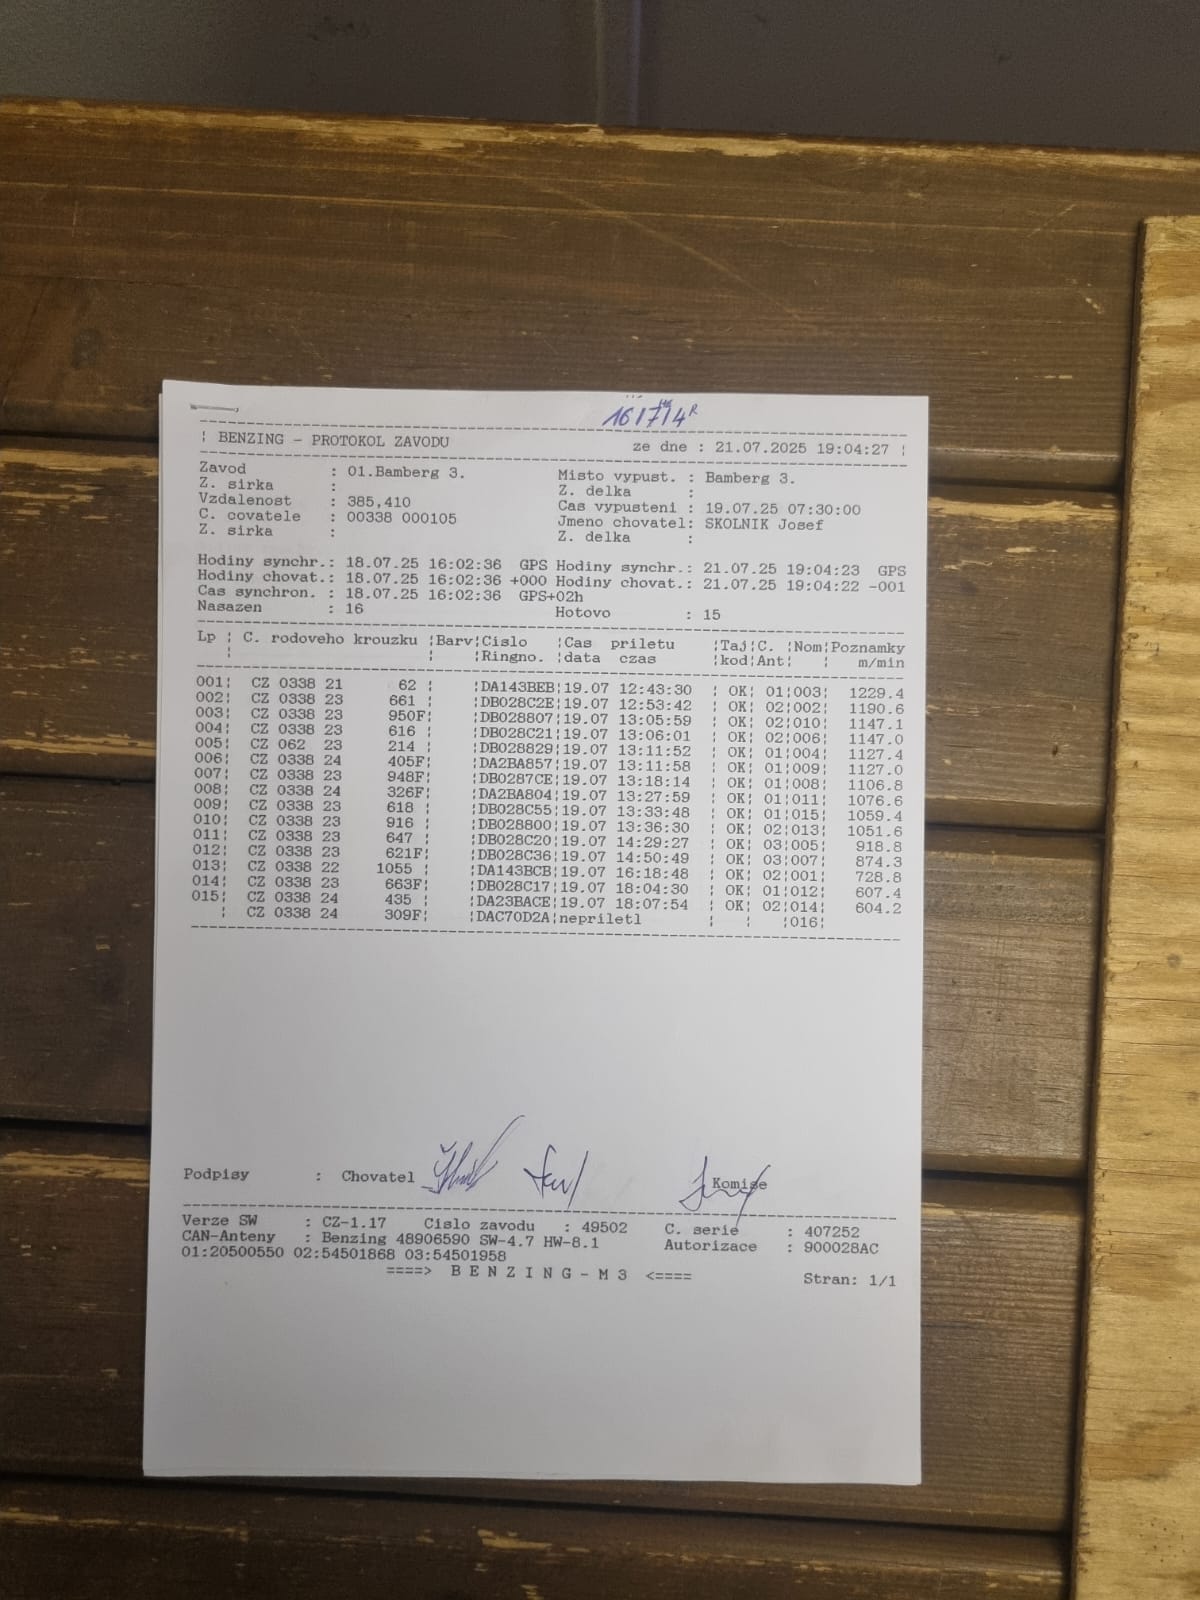 161714R
BENZING - PROTOKOL ZAVODU ze dne : 21.07.2025 19:04:27
Zavod : 01.Bamberg 3. Misto vypust. : Bamberg 3.
Z. sirka : Z. delka :
Vzdalenost : 385,410 Cas vypusteni : 19.07.25 07:30:00
C. covatele : 00338 000105 Jmeno chovatel: SKOLNIK Josef
Z. sirka : Z. delka :
Hodiny synchr.: 18.07.25 16:02:36 GPS Hodiny synchr.: 21.07.25 19:04:23 GPS
Hodiny chovat.: 18.07.25 16:02:36 +000 Hodiny chovat.: 21.07.25 19:04:22 -001
Cas synchron. : 18.07.25 16:02:36 GPS+02h
Nasazen : 16 Hotovo : 15
Lp ¦ C. rodoveho krouzku ¦Barv¦Cislo ¦Cas priletu ¦Taj¦C. ¦Nom¦Poznamky
¦ ¦ ¦Ringno. ¦data czas ¦kod¦Ant¦ ¦ m/min
001¦ CZ 0338 21 62 ¦ ¦DA143BEB¦19.07 12:43:30 ¦ OK¦ 01¦003¦ 1229.4
002¦ CZ 0338 23 661 ¦ ¦DB028C2E¦19.07 12:53:42 ¦ OK¦ 02¦002¦ 1190.6
003¦ CZ 0338 23 950F¦ ¦DB028807¦19.07 13:05:59 ¦ OK¦ 02¦010¦ 1147.1
004¦ CZ 0338 23 616 ¦ ¦DB028C21¦19.07 13:06:01 ¦ OK¦ 02¦006¦ 1147.0
005¦ CZ 062 23 214 ¦ ¦DB028829¦19.07 13:11:52 ¦ OK¦ 01¦004¦ 1127.4
006¦ CZ 0338 24 405F¦ ¦DA2BA857¦19.07 13:11:58 ¦ OK¦ 01¦009¦ 1127.0
007¦ CZ 0338 23 948F¦ ¦DB0287CE¦19.07 13:18:14 ¦ OK¦ 01¦008¦ 1106.8
008¦ CZ 0338 24 326F¦ ¦DA2BA804¦19.07 13:27:59 ¦ OK¦ 01¦011¦ 1076.6
009¦ CZ 0338 23 618 ¦ ¦DB028C55¦19.07 13:33:48 ¦ OK¦ 01¦015¦ 1059.4
010¦ CZ 0338 23 916 ¦ ¦DB028800¦19.07 13:36:30 ¦ OK¦ 02¦013¦ 1051.6
011¦ CZ 0338 23 647 ¦ ¦DB028C20¦19.07 14:29:27 ¦ OK¦ 03¦005¦ 918.8
012¦ CZ 0338 23 621F¦ ¦DB028C36¦19.07 14:50:49 ¦ OK¦ 03¦007¦ 874.3
013¦ CZ 0338 22 1055 ¦ ¦DA143BCB¦19.07 16:18:48 ¦ OK¦ 02¦001¦ 728.8
014¦ CZ 0338 23 663F¦ ¦DB028C17¦19.07 18:04:30 ¦ OK¦ 01¦012¦ 607.4
015¦ CZ 0338 24 435 ¦ ¦DA23BACE¦19.07 18:07:54 ¦ OK¦ 02¦014¦ 604.2
¦ CZ 0338 24 309F¦ ¦DAC70D2A¦nepriletl ¦ ¦ ¦016¦
Podpisy : Chovatel Komise
Verze SW : CZ-1.17 Cislo zavodu : 49502 C. serie : 407252
CAN-Anteny : Benzing 48906590 SW-4.7 HW-8.1 Autorizace : 900028AC
01:20500550 02:54501868 03:54501958
====> B E N Z I N G - M 3 <==== Stran: 1/1